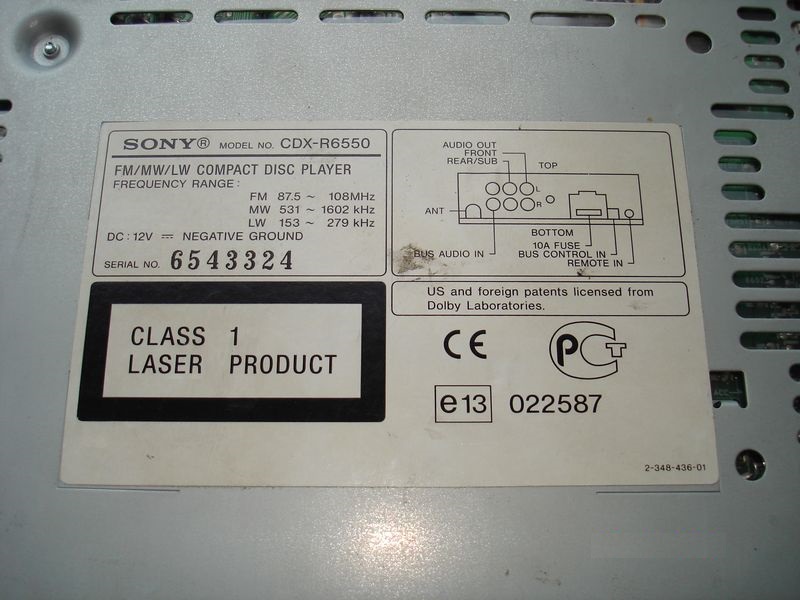 SONY® MODEL NO. CDX-R6550
FM/MW/LW COMPACT DISC PLAYER
FREQUENCY RANGE:
FM 87.5 ~ 108MHz
MW 531 ~ 1602 kHz
LW 153 ~ 279 kHz
DC: 12V ⎓ NEGATIVE GROUND
SERIAL NO. 6543324
AUDIO OUT
FRONT
REAR/SUB
TOP
L
R
ANT
BOTTOM
10A FUSE
BUS AUDIO IN
BUS CONTROL IN
REMOTE IN
CLASS 1
LASER PRODUCT
US and foreign patents licensed from
Dolby Laboratories.
CE
PCT
e13 022587
2-348-436-01